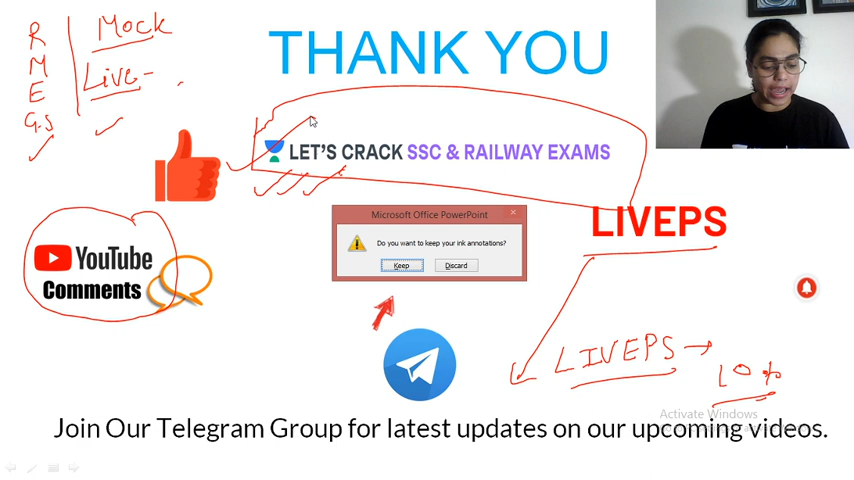 THANK YOU
R
M
E
G.S
Mock
Live-
LET'S CRACK SSC & RAILWAY EXAMS
LIVEPS
Microsoft Office PowerPoint
Do you want to keep your ink annotations?
Keep
Discard
YouTube
Comments
LIVEPS →
10%
Activate Windows
Join Our Telegram Group for latest updates on our upcoming videos.